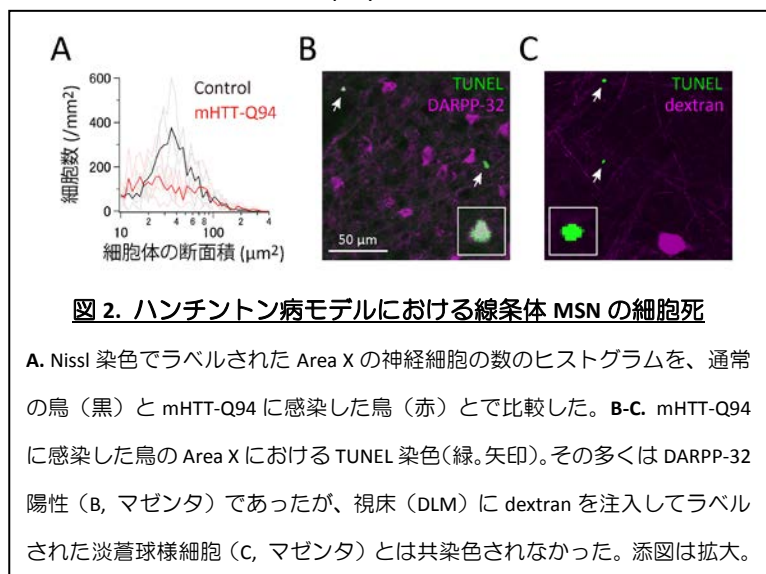 A
B
C
600
400
200
0
細胞数 (/mm2)
Control
mHTT-Q94
10
2
4
6
8
100
2
4
細胞体の断面積 (µm2)
TUNEL
DARPP-32
50 µm
TUNEL
dextran
図 2. ハンチントン病モデルにおける線条体 MSN の細胞死
A. Nissl 染色でラベルされた Area X の神経細胞の数のヒストグラムを、通常
の鳥（黒）と mHTT-Q94 に感染した鳥（赤）とで比較した。B-C. mHTT-Q94
に感染した鳥の Area X における TUNEL 染色（緑。矢印）。その多くは DARPP-32
陽性（B, マゼンタ）であったが、視床（DLM）に dextran を注入してラベル
された淡蒼球様細胞（C, マゼンタ）とは共染色されなかった。添図は拡大。